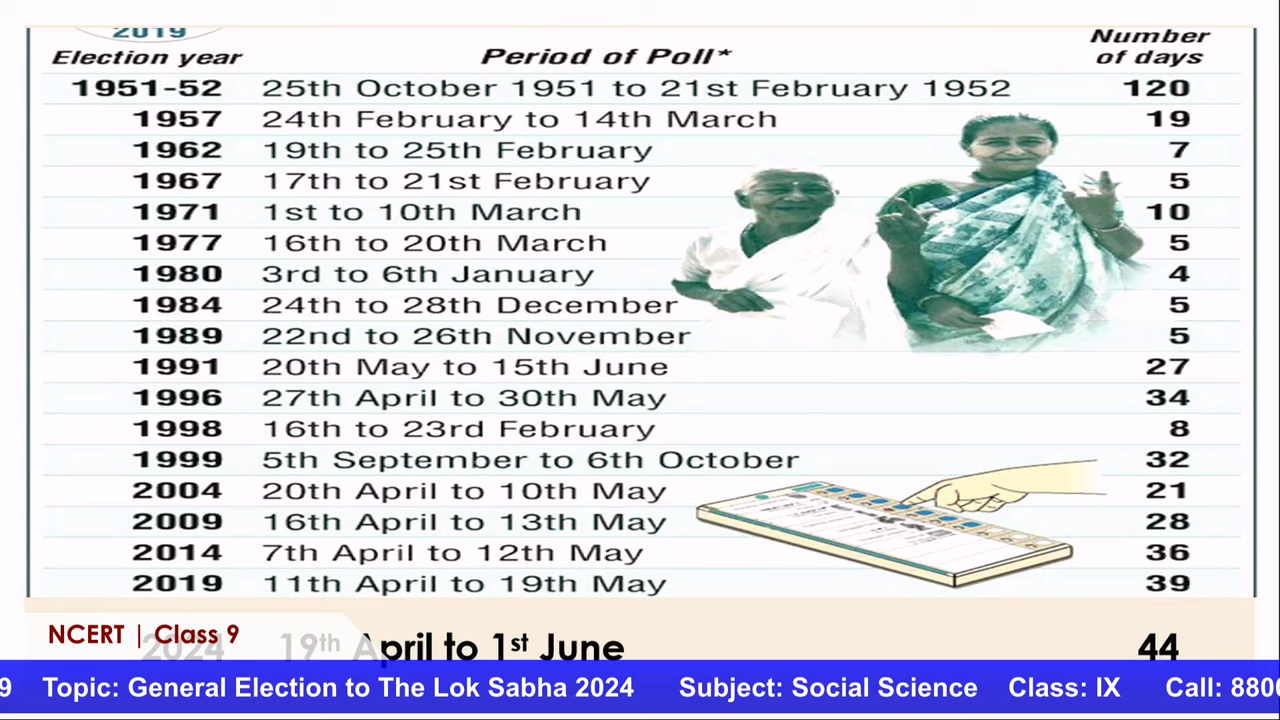 2019
Election year Period of Poll* Number of days
1951-52 25th October 1951 to 21st February 1952 120
1957 24th February to 14th March 19
1962 19th to 25th February 7
1967 17th to 21st February 5
1971 1st to 10th March 10
1977 16th to 20th March 5
1980 3rd to 6th January 4
1984 24th to 28th December 5
1989 22nd to 26th November 5
1991 20th May to 15th June 27
1996 27th April to 30th May 34
1998 16th to 23rd February 8
1999 5th September to 6th October 32
2004 20th April to 10th May 21
2009 16th April to 13th May 28
2014 7th April to 12th May 36
2019 11th April to 19th May 39
NCERT | Class 9
2024 19th April to 1st June 44
9 Topic: General Election to The Lok Sabha 2024 Subject: Social Science Class: IX Call: 880